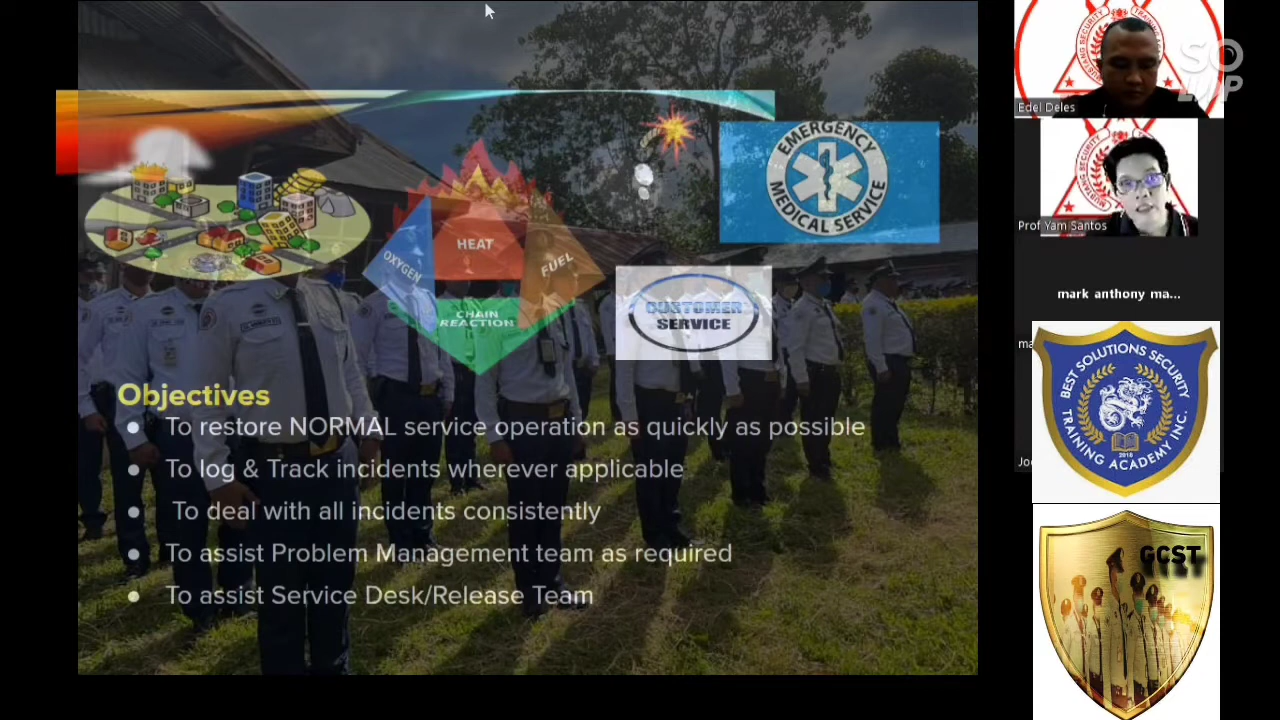 HEAT
OXYGEN
FUEL
CHAIN
REACTION
EMERGENCY
MEDICAL SERVICE
CUSTOMER
SERVICE
Objectives
● To restore NORMAL service operation as quickly as possible
● To log & Track incidents wherever applicable
● To deal with all incidents consistently
● To assist Problem Management team as required
● To assist Service Desk/Release Team
Edel Deles
Prof Yam Santos
mark anthony ma...
ma
Jo
BEST SOLUTIONS SECURITY
TRAINING ACADEMY INC.
2018
GCST